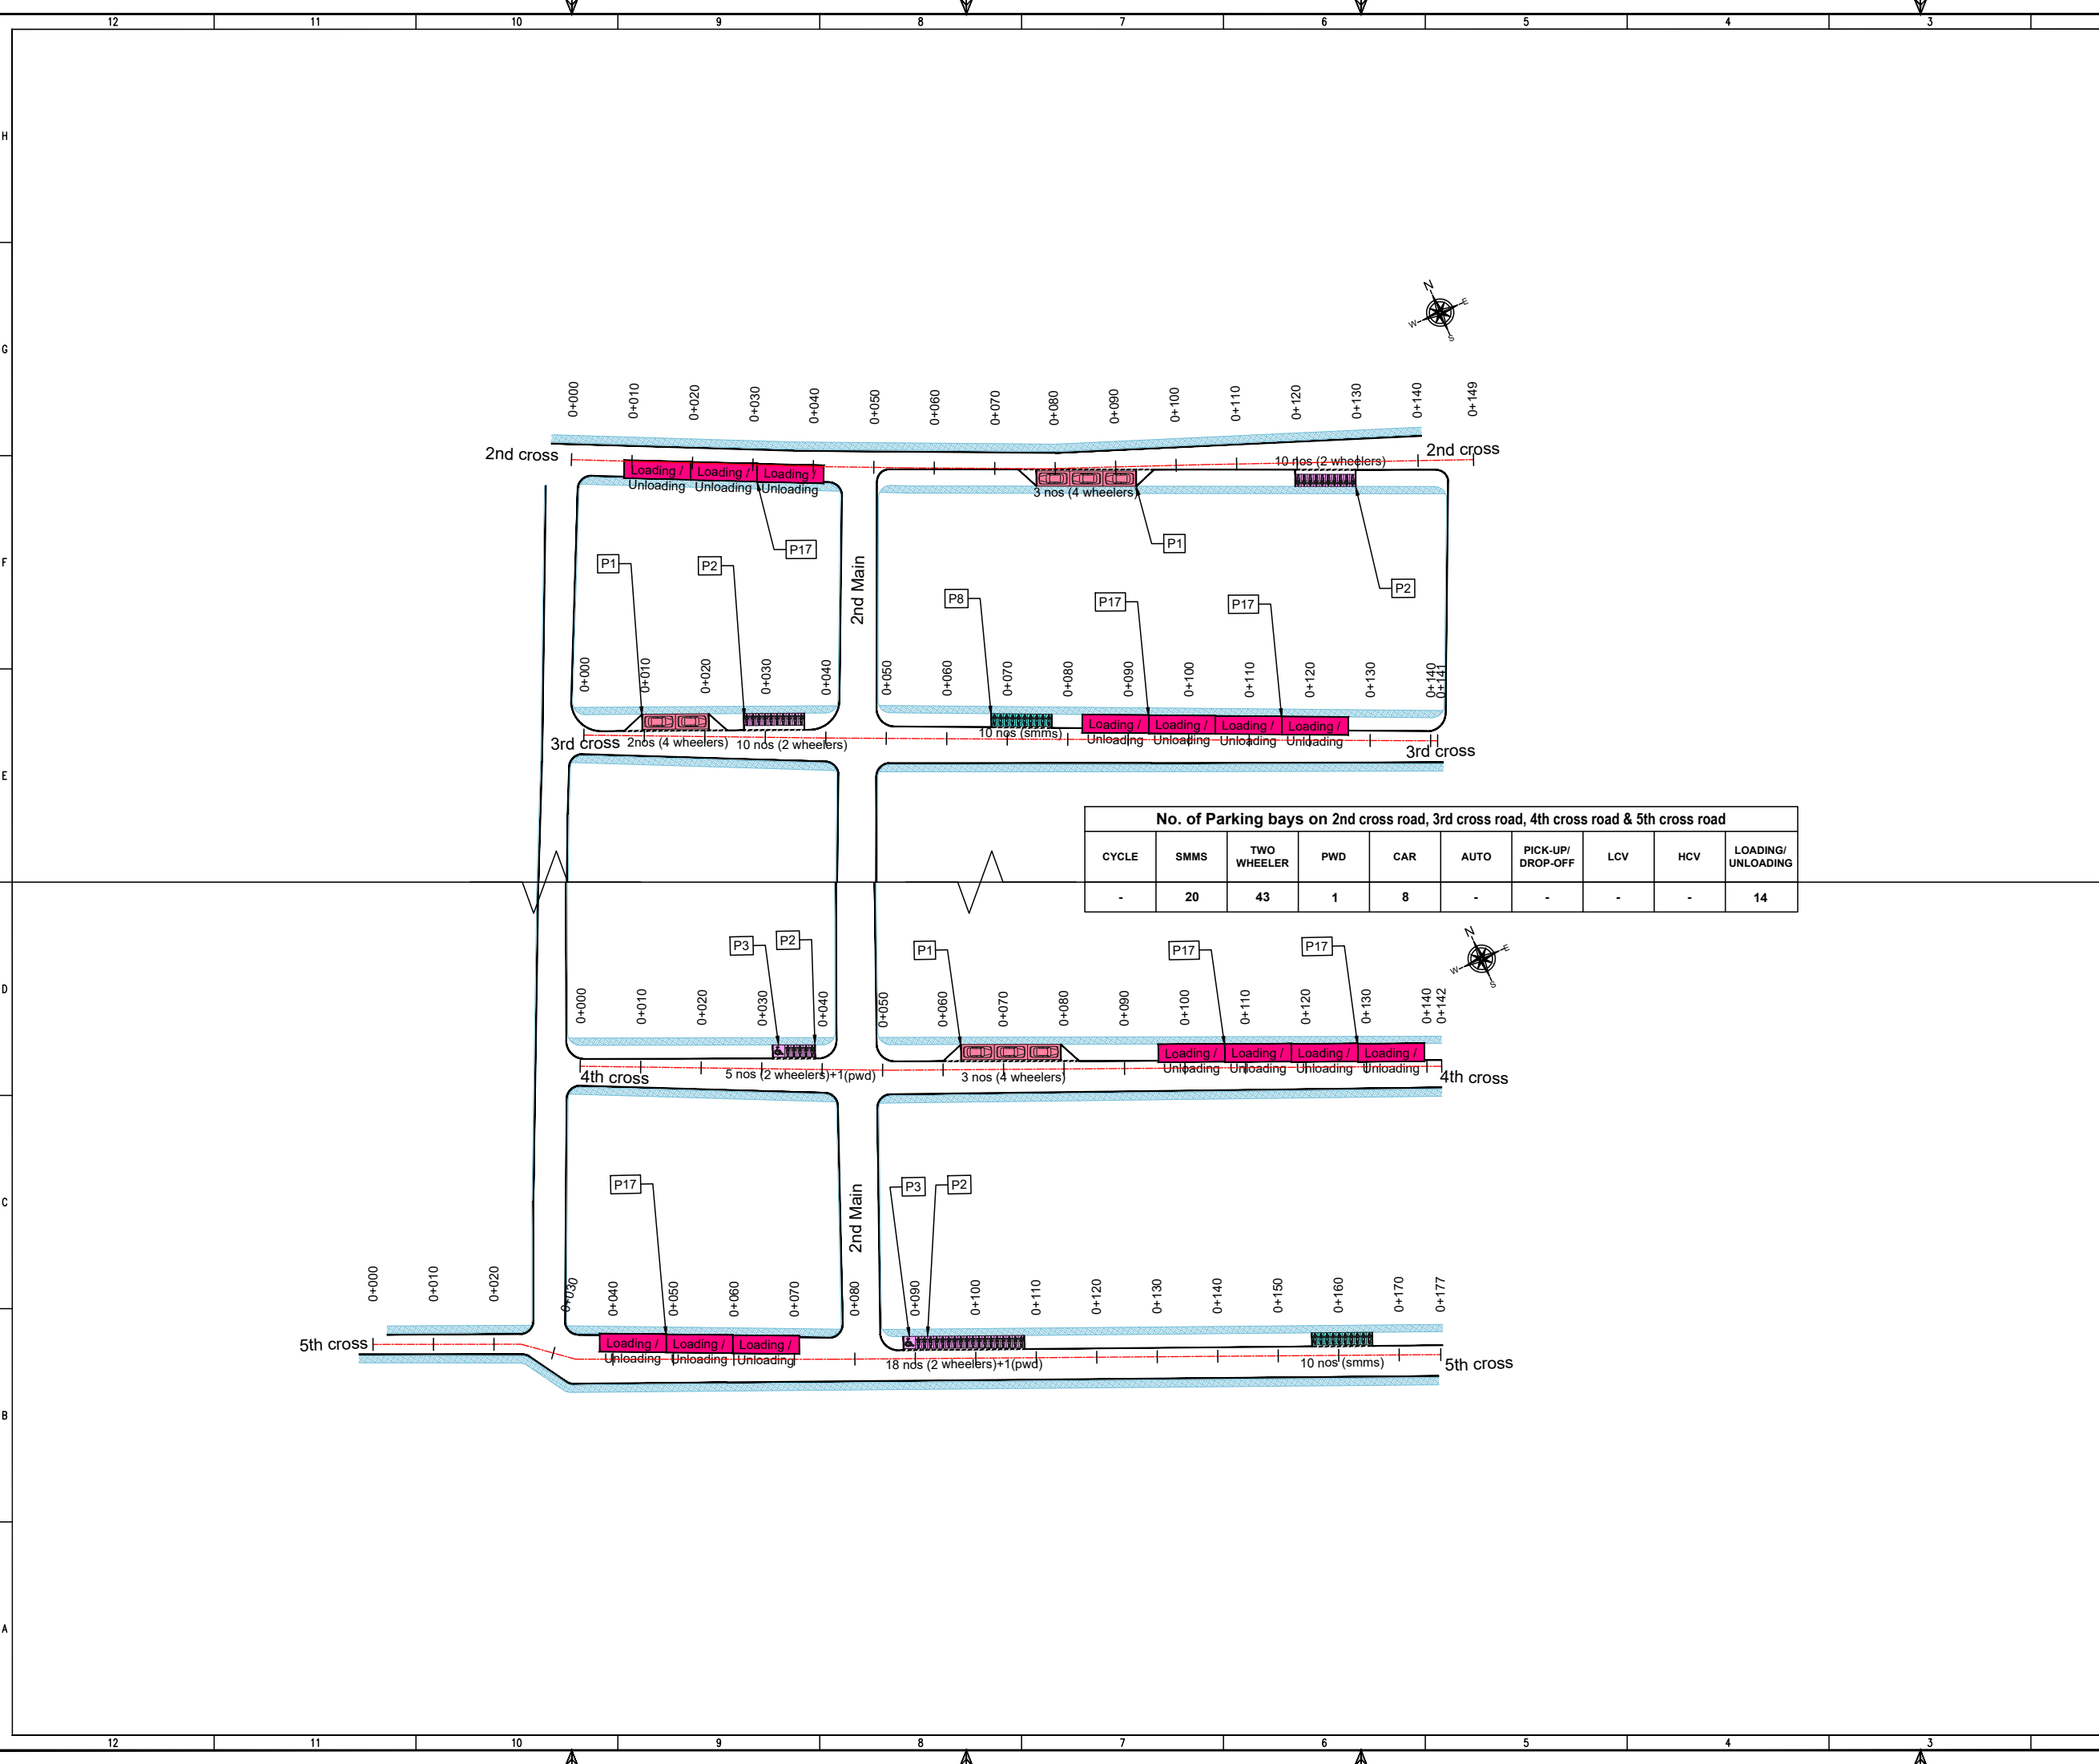 12 11 10 9 8 7 6 5 4 3
H
G
F
E
D
C
B
A
N
E
W
S
0+000 0+010 0+020 0+030 0+040 0+050 0+060 0+070 0+080 0+090 0+100 0+110 0+120 0+130 0+140 0+149
2nd cross
2nd cross
Loading / Loading / Loading /
Unloading Unloading Unloading
3 nos (4 wheelers)
10 nos (2 wheelers)
P17
P1
P1
P2
P2
P8
P17
P17
2nd Main
0+000 0+010 0+020 0+030 0+040 0+050 0+060 0+070 0+080 0+090 0+100 0+110 0+120 0+130 0+140 0+141
3rd cross
2nos (4 wheelers)
10 nos (2 wheelers)
10 nos (smms)
Loading / Loading / Loading / Loading /
Unloading Unloading Unloading Unloading
3rd cross
No. of Parking bays on 2nd cross road, 3rd cross road, 4th cross road & 5th cross road
CYCLE SMMS TWO WHEELER PWD CAR AUTO PICK-UP/ DROP-OFF LCV HCV LOADING/ UNLOADING
- 20 43 1 8 - - - - 14
N
E
W
S
P3
P2
P1
P17
P17
0+000 0+010 0+020 0+030 0+040 0+050 0+060 0+070 0+080 0+090 0+100 0+110 0+120 0+130 0+140 0+142
4th cross
5 nos (2 wheelers)+1(pwd)
3 nos (4 wheelers)
Loading / Loading / Loading / Loading /
Unloading Unloading Unloading Unloading
4th cross
P17
P3
P2
2nd Main
0+000 0+010 0+020 0+030 0+040 0+050 0+060 0+070 0+080 0+090 0+100 0+110 0+120 0+130 0+140 0+150 0+160 0+170 0+177
5th cross
Loading / Loading / Loading /
Unloading Unloading Unloading
18 nos (2 wheelers)+1(pwd)
10 nos (smms)
5th cross
12 11 10 9 8 7 6 5 4 3